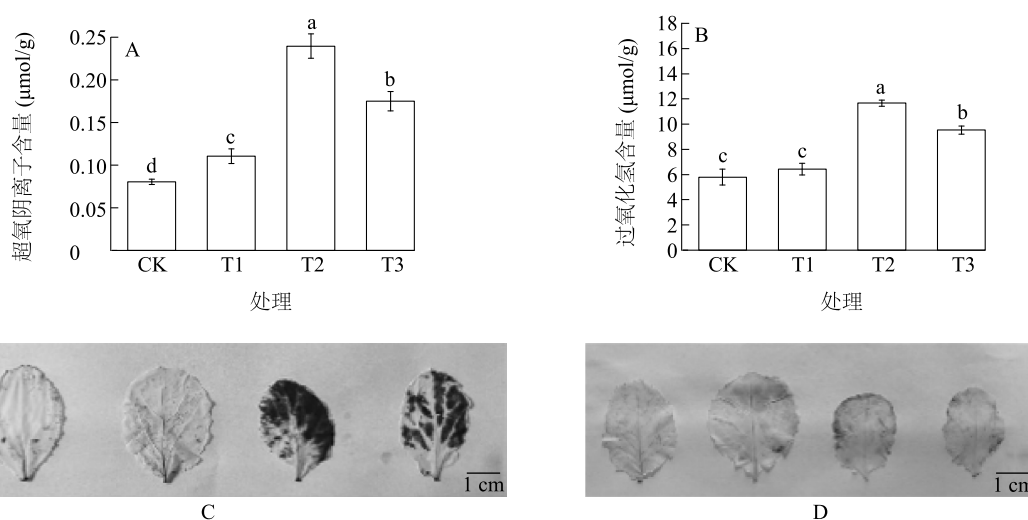 超氧阴离子含量 (μmol/g)
0.25
0.20
0.15
0.10
0.05
0
A
d
c
a
b
CK T1 T2 T3
处理
过氧化氢含量 (μmol/g)
18
16
14
12
10
8
6
4
2
0
B
c
c
a
b
CK T1 T2 T3
处理
1 cm
C
1 cm
D